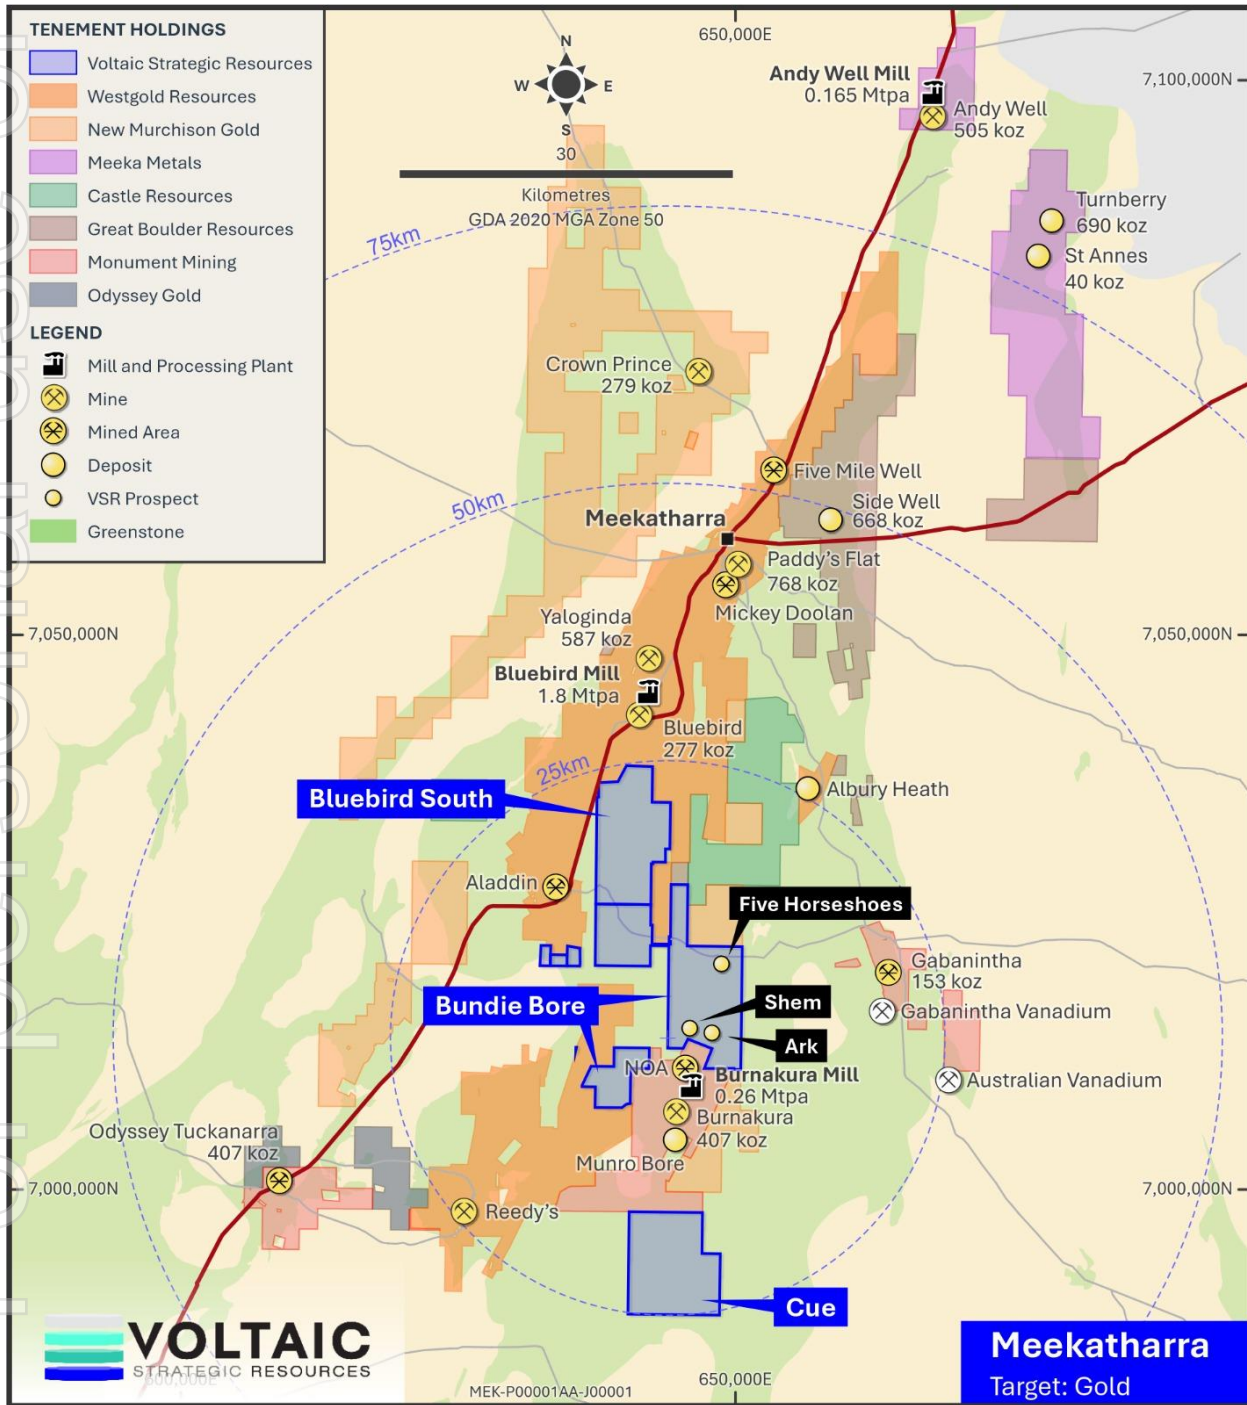 TENEMENT HOLDINGS
Voltaic Strategic Resources
Westgold Resources
New Murchison Gold
Meeka Metals
Castle Resources
Great Boulder Resources
Monument Mining
Odyssey Gold
LEGEND
Mill and Processing Plant
Mine
Mined Area
Deposit
VSR Prospect
Greenstone
N
W E
S
30
Kilometres
GDA 2020 MGA Zone 50
650,000E
7,100,000N
Andy Well Mill
0.165 Mtpa
Andy Well
505 koz
Turnberry
690 koz
St Annes
40 koz
75km
Crown Prince
279 koz
Five Mile Well
50km
Side Well
668 koz
Meekatharra
Paddy's Flat
768 koz
Mickey Doolan
7,050,000N
7,050,000N
Yaloginda
587 koz
Bluebird Mill
1.8 Mtpa
Bluebird
277 koz
25km
Bluebird South
Albury Heath
Aladdin
Five Horseshoes
Gabanintha
153 koz
Bundie Bore
Shem
Gabanintha Vanadium
Ark
NOA
Burnakura Mill
0.26 Mtpa
Australian Vanadium
Burnakura
407 koz
Odyssey Tuckanarra
407 koz
Munro Bore
7,000,000N
7,000,000N
Reedy's
Cue
VOLTAIC
STRATEGIC RESOURCES
600,000E
MEK-P00001AA-J00001
650,000E
Meekatharra
Target: Gold